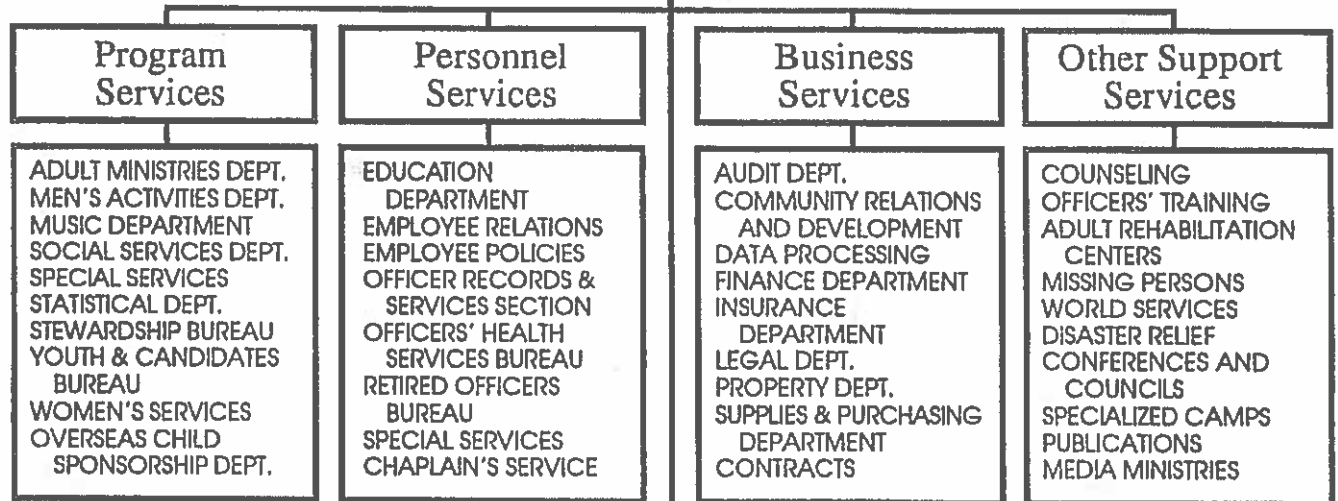 Program
Services
ADULT MINISTRIES DEPT.
MEN'S ACTIVITIES DEPT.
MUSIC DEPARTMENT
SOCIAL SERVICES DEPT.
SPECIAL SERVICES
STATISTICAL DEPT.
STEWARDSHIP BUREAU
YOUTH & CANDIDATES
BUREAU
WOMEN'S SERVICES
OVERSEAS CHILD
SPONSORSHIP DEPT.
Personnel
Services
EDUCATION
DEPARTMENT
EMPLOYEE RELATIONS
EMPLOYEE POLICIES
OFFICER RECORDS &
SERVICES SECTION
OFFICERS' HEALTH
SERVICES BUREAU
RETIRED OFFICERS
BUREAU
SPECIAL SERVICES
CHAPLAIN'S SERVICE
Business
Services
AUDIT DEPT.
COMMUNITY RELATIONS
AND DEVELOPMENT
DATA PROCESSING
FINANCE DEPARTMENT
INSURANCE
DEPARTMENT
LEGAL DEPT.
PROPERTY DEPT.
SUPPLIES & PURCHASING
DEPARTMENT
CONTRACTS
Other Support
Services
COUNSELING
OFFICERS' TRAINING
ADULT REHABILITATION
CENTERS
MISSING PERSONS
WORLD SERVICES
DISASTER RELIEF
CONFERENCES AND
COUNCILS
SPECIALIZED CAMPS
PUBLICATIONS
MEDIA MINISTRIES